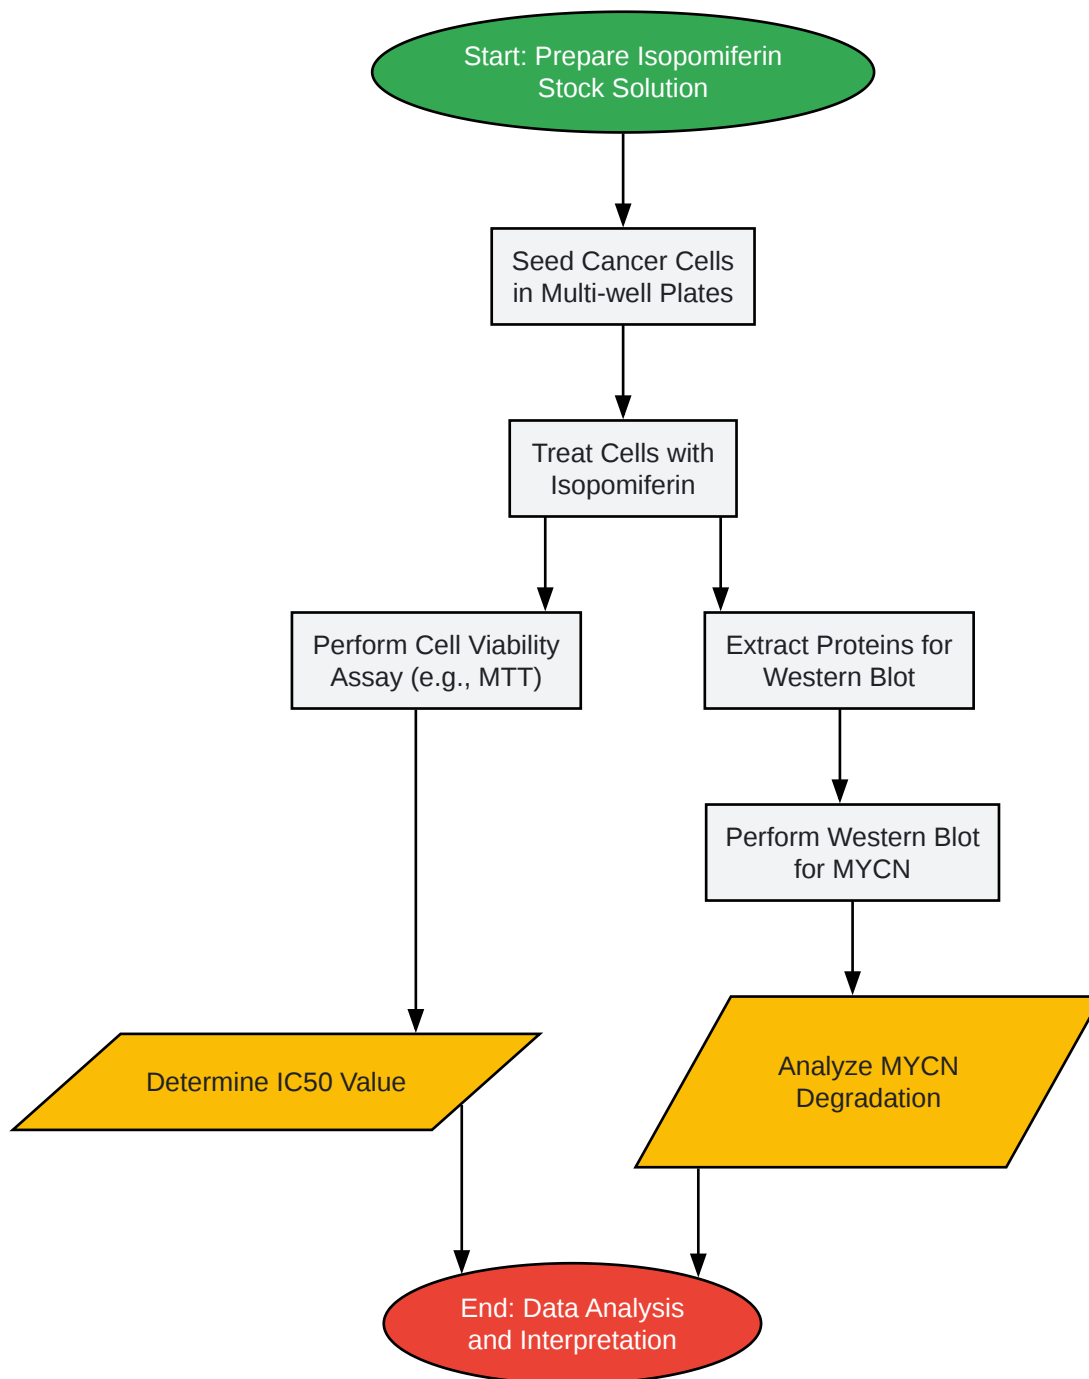 Start: Prepare Isopomiferin
Stock Solution
Seed Cancer Cells
in Multi-well Plates
Treat Cells with
Isopomiferin
Perform Cell Viability
Assay (e.g., MTT)
Extract Proteins for
Western Blot
Perform Western Blot
for MYCN
Determine IC50 Value
Analyze MYCN
Degradation
End: Data Analysis
and Interpretation